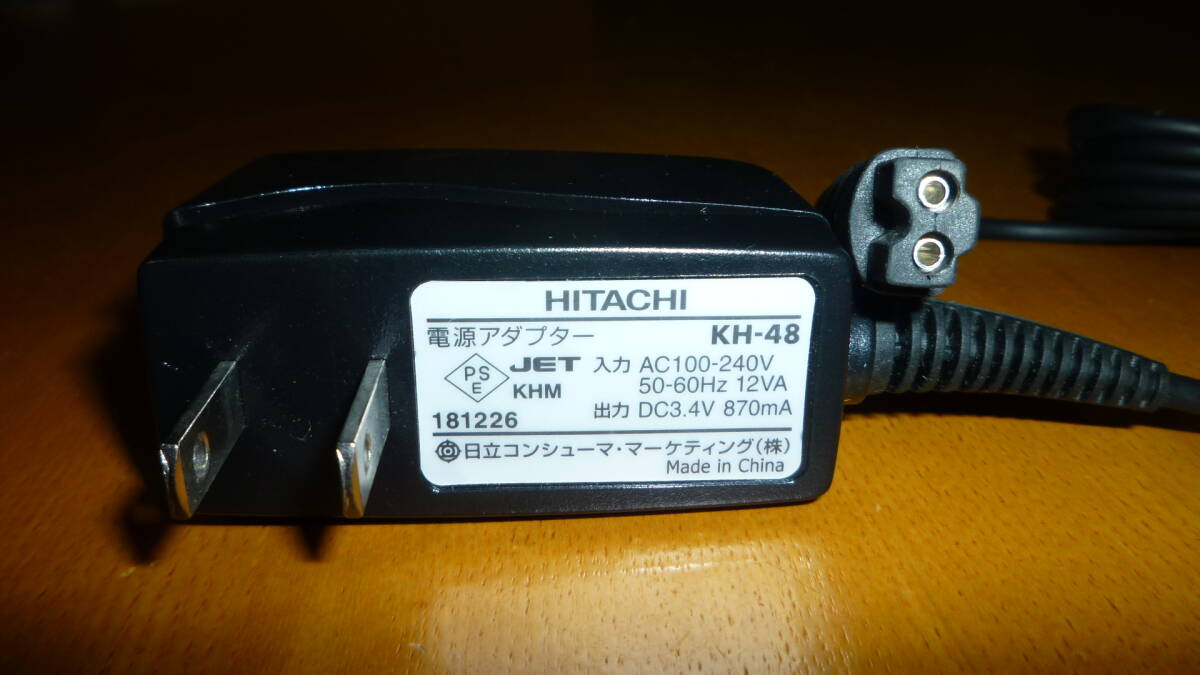 HITACHI
電源アダプター KH-48
PSE JET 入力 AC100-240V
KHM 50-60Hz 12VA
181226 出力 DC3.4V 870mA
日立コンシューマ・マーケティング(株)
Made in China